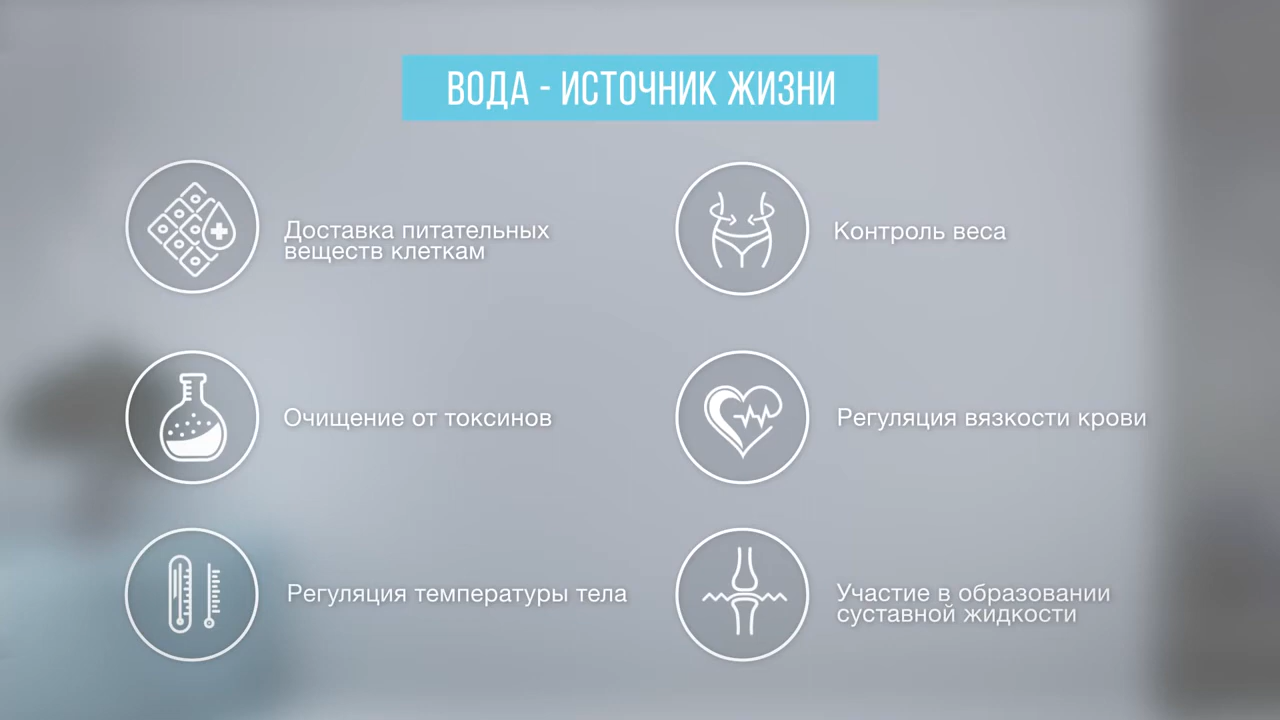 ВОДА - ИСТОЧНИК ЖИЗНИ
Доставка питательных
веществ клеткам
Контроль веса
Очищение от токсинов
Регуляция вязкости крови
Регуляция температуры тела
Участие в образовании
суставной жидкости